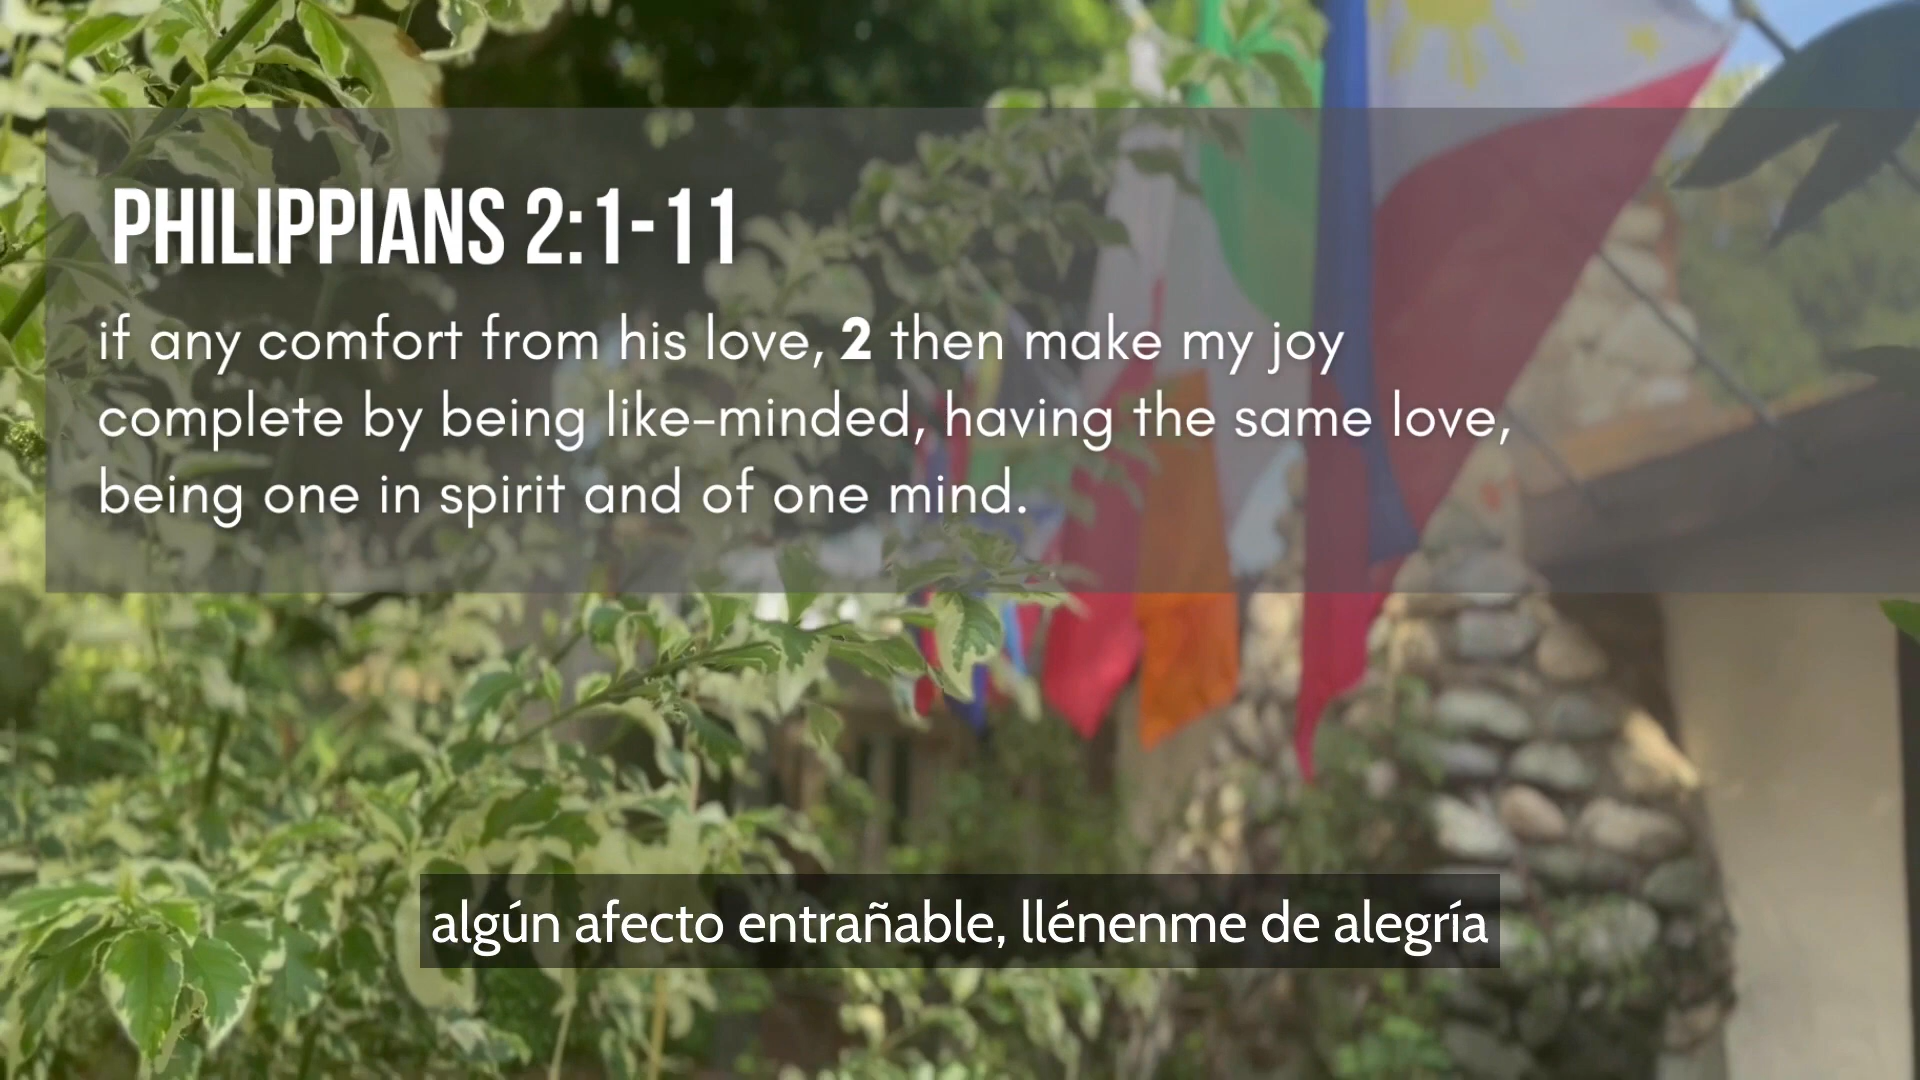 PHILIPPIANS 2:1-11
if any comfort from his love, 2 then make my joy
complete by being like-minded, having the same love,
being one in spirit and of one mind.
algún afecto entrañable, llénenme de alegría